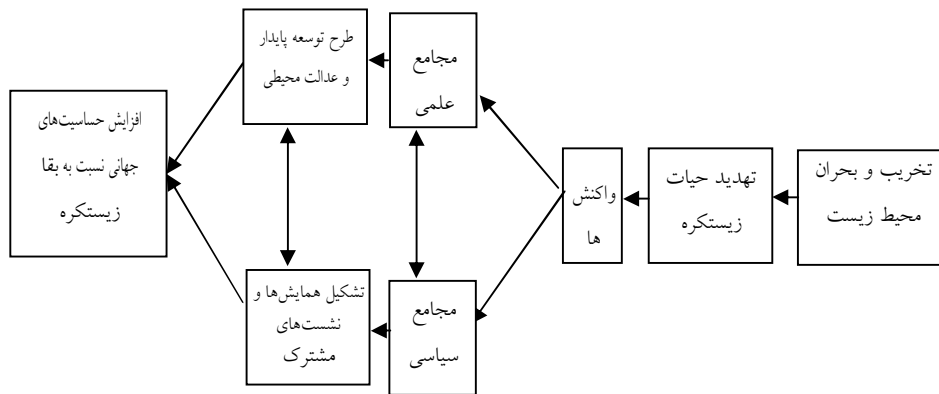 تخریب و بحران
محیط زیست
تهدید حیات
زیستکره
واکنش
ها
مجامع
علمی
مجامع
سیاسی
طرح توسعه پایدار
و عدالت محیطی
تشکیل همایش‌ها و
نشست‌های
مشترک
افزایش حساسیت‌های
جهانی نسبت به بقا
زیستکره